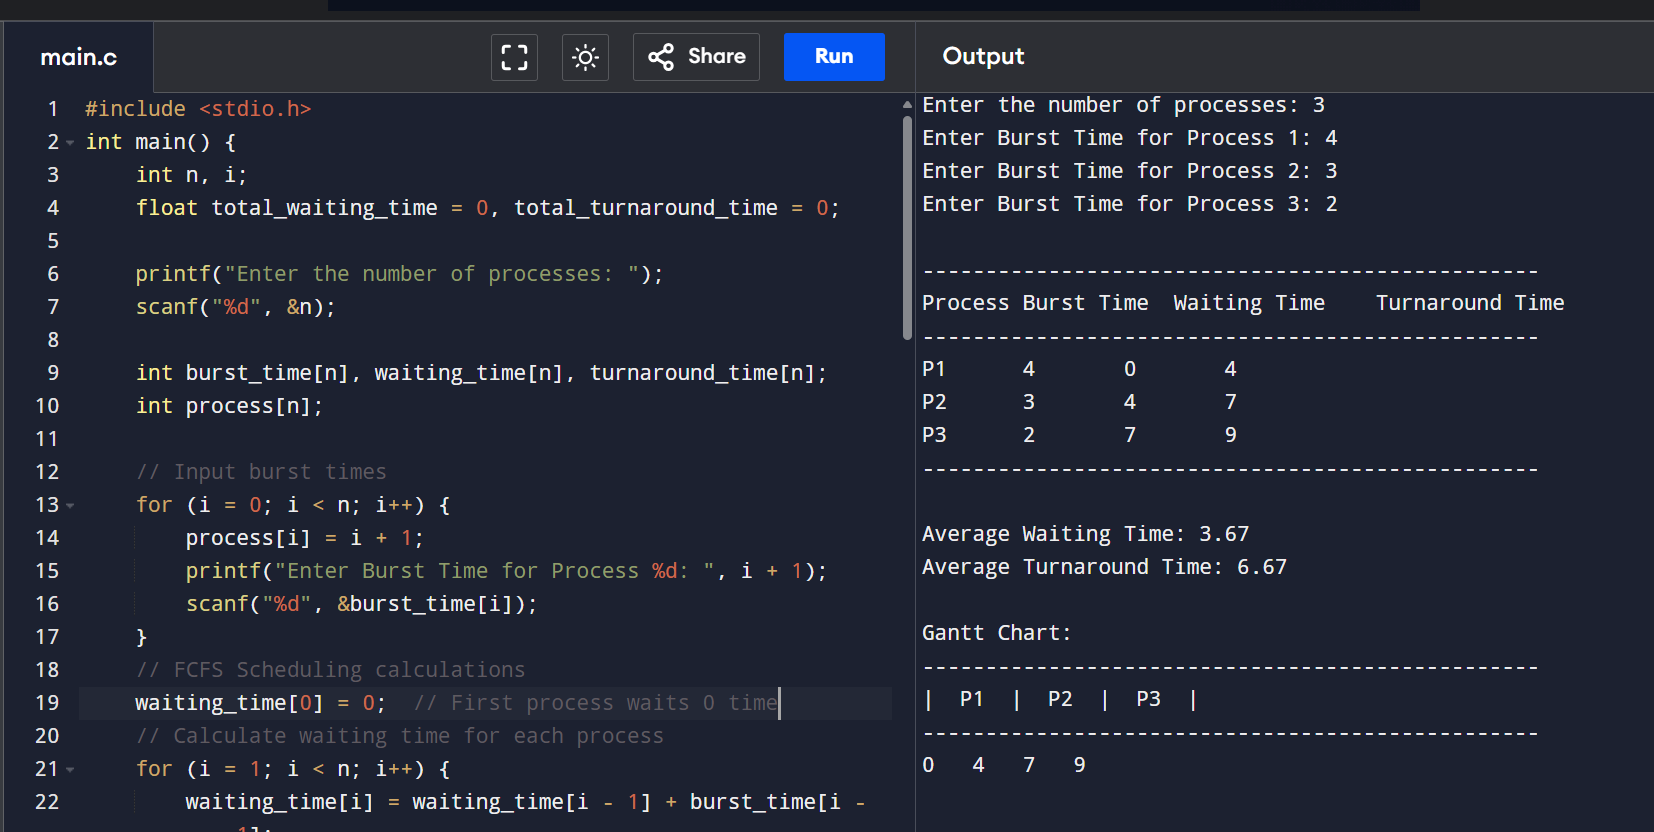 main.c
Share
Run
Output
1 #include <stdio.h>
2 int main() {
3 int n, i;
4 float total_waiting_time = 0, total_turnaround_time = 0;
5
6 printf("Enter the number of processes: ");
7 scanf("%d", &n);
8
9 int burst_time[n], waiting_time[n], turnaround_time[n];
10 int process[n];
11
12 // Input burst times
13 for (i = 0; i < n; i++) {
14 process[i] = i + 1;
15 printf("Enter Burst Time for Process %d: ", i + 1);
16 scanf("%d", &burst_time[i]);
17 }
18 // FCFS Scheduling calculations
19 waiting_time[0] = 0;  // First process waits 0 time
20 // Calculate waiting time for each process
21 for (i = 1; i < n; i++) {
22 waiting_time[i] = waiting_time[i - 1] + burst_time[i -
1];
Enter the number of processes: 3
Enter Burst Time for Process 1: 4
Enter Burst Time for Process 2: 3
Enter Burst Time for Process 3: 2
-------------------------------------------------
Process Burst Time  Waiting Time    Turnaround Time
-------------------------------------------------
P1      4       0       4
P2      3       4       7
P3      2       7       9
-------------------------------------------------
Average Waiting Time: 3.67
Average Turnaround Time: 6.67
Gantt Chart:
-------------------------------------------------
|  P1  |  P2  |  P3  |
-------------------------------------------------
0   4   7   9